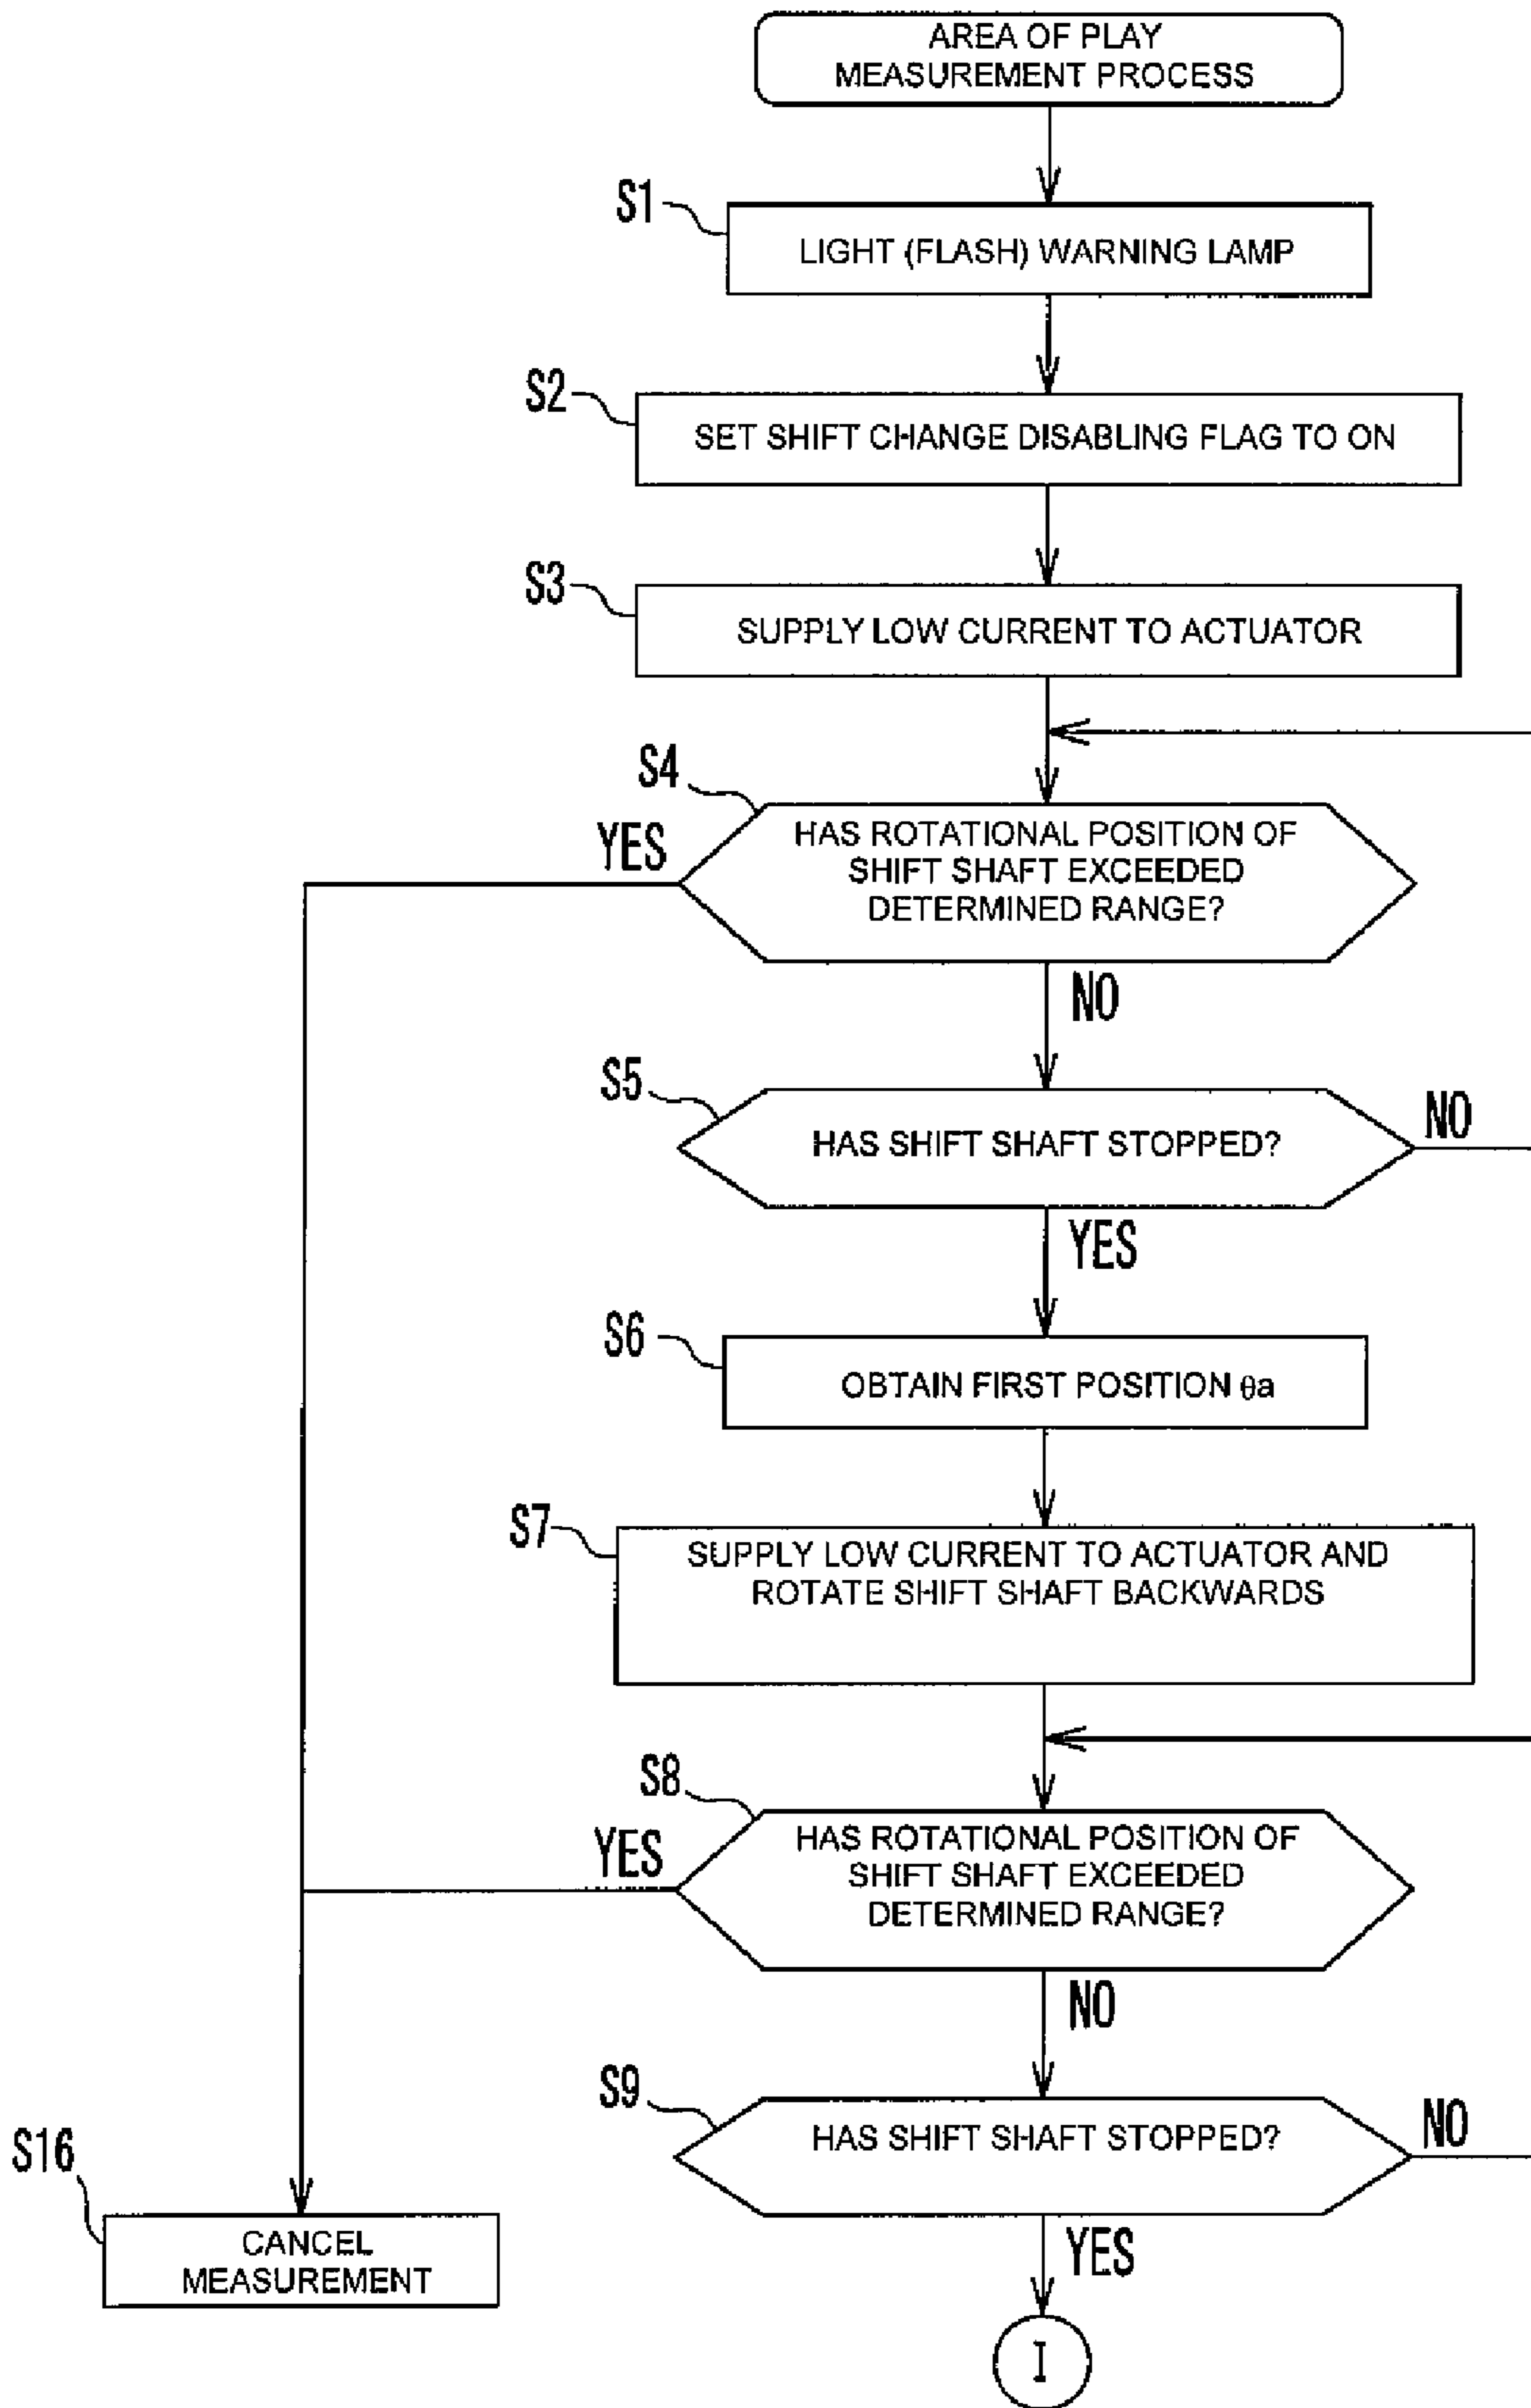 AREA OF PLAY
MEASUREMENT PROCESS
S1
LIGHT (FLASH) WARNING LAMP
S2
SET SHIFT CHANGE DISABLING FLAG TO ON
S3
SUPPLY LOW CURRENT TO ACTUATOR
S4
YES
HAS ROTATIONAL POSITION OF
SHIFT SHAFT EXCEEDED
DETERMINED RANGE?
NO
S5
HAS SHIFT SHAFT STOPPED?
NO
YES
S6
OBTAIN FIRST POSITION θa
S7
SUPPLY LOW CURRENT TO ACTUATOR AND
ROTATE SHIFT SHAFT BACKWARDS
S8
YES
HAS ROTATIONAL POSITION OF
SHIFT SHAFT EXCEEDED
DETERMINED RANGE?
NO
S9
HAS SHIFT SHAFT STOPPED?
NO
S16
CANCEL
MEASUREMENT
YES
I